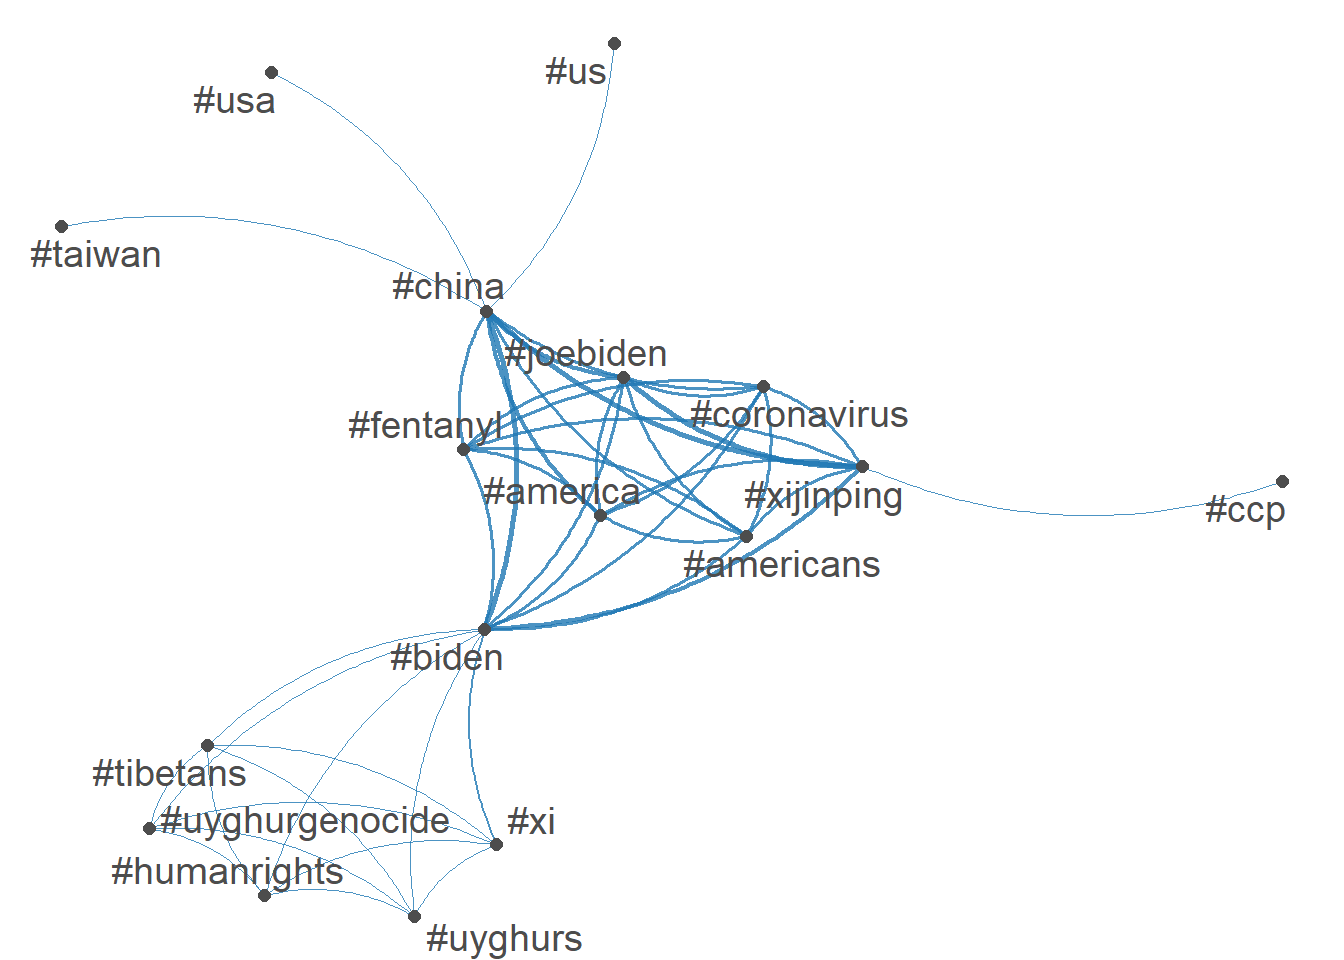 #us
#usa
#taiwan
#china
#joebiden
#coronavirus
#fentanyl
#america
#xijinping
#ccp
#americans
#biden
#tibetans
#uyghurgenocide
#xi
#humanrights
#uyghurs